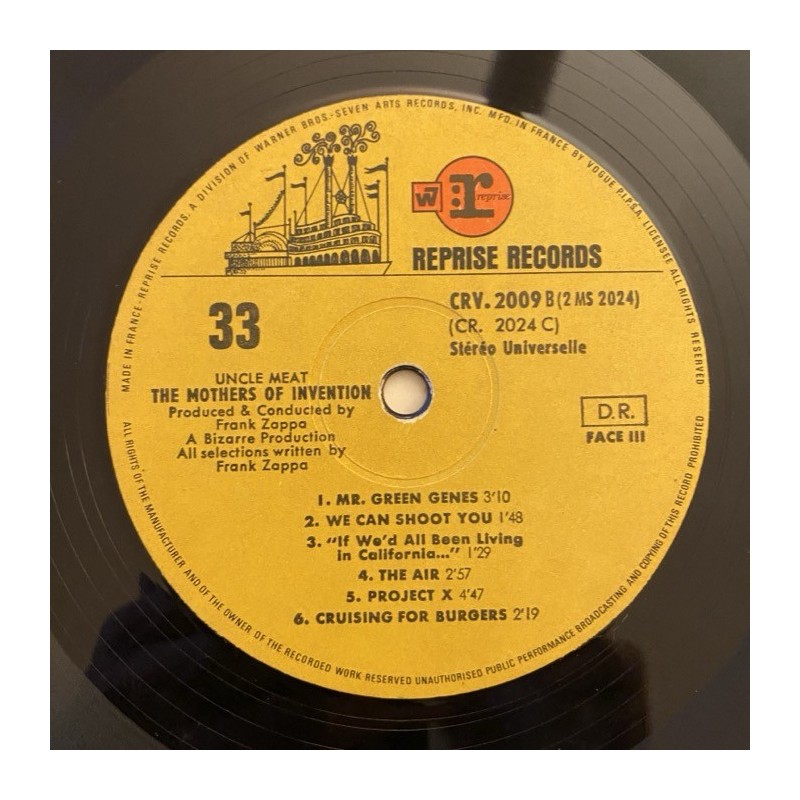 MADE IN FRANCE - REPRISE RECORDS, A DIVISION OF WARNER BROS.-SEVEN ARTS RECORDS, INC. MFD. IN FRANCE BY VOGUE P.I.P.S.A. LICENSEE ALL RIGHTS RESERVED
W7 r reprise
REPRISE RECORDS
33
CRV. 2009 B (2 MS 2024)
(CR. 2024 C)
Stéréo Universelle
UNCLE MEAT
THE MOTHERS OF INVENTION
Produced & Conducted by
Frank Zappa
A Bizarre Production
All selections written by
Frank Zappa
D.R.
FACE III
1. MR. GREEN GENES 3'10
2. WE CAN SHOOT YOU 1'48
3. "If We'd All Been Living
in California..." 1'29
4. THE AIR 2'57
5. PROJECT X 4'47
6. CRUISING FOR BURGERS 2'19
ALL RIGHTS OF THE MANUFACTURER AND OF THE OWNER OF THE RECORDED WORK RESERVED UNAUTHORISED PUBLIC PERFORMANCE BROADCASTING AND COPYING OF THIS RECORD PROHIBITED